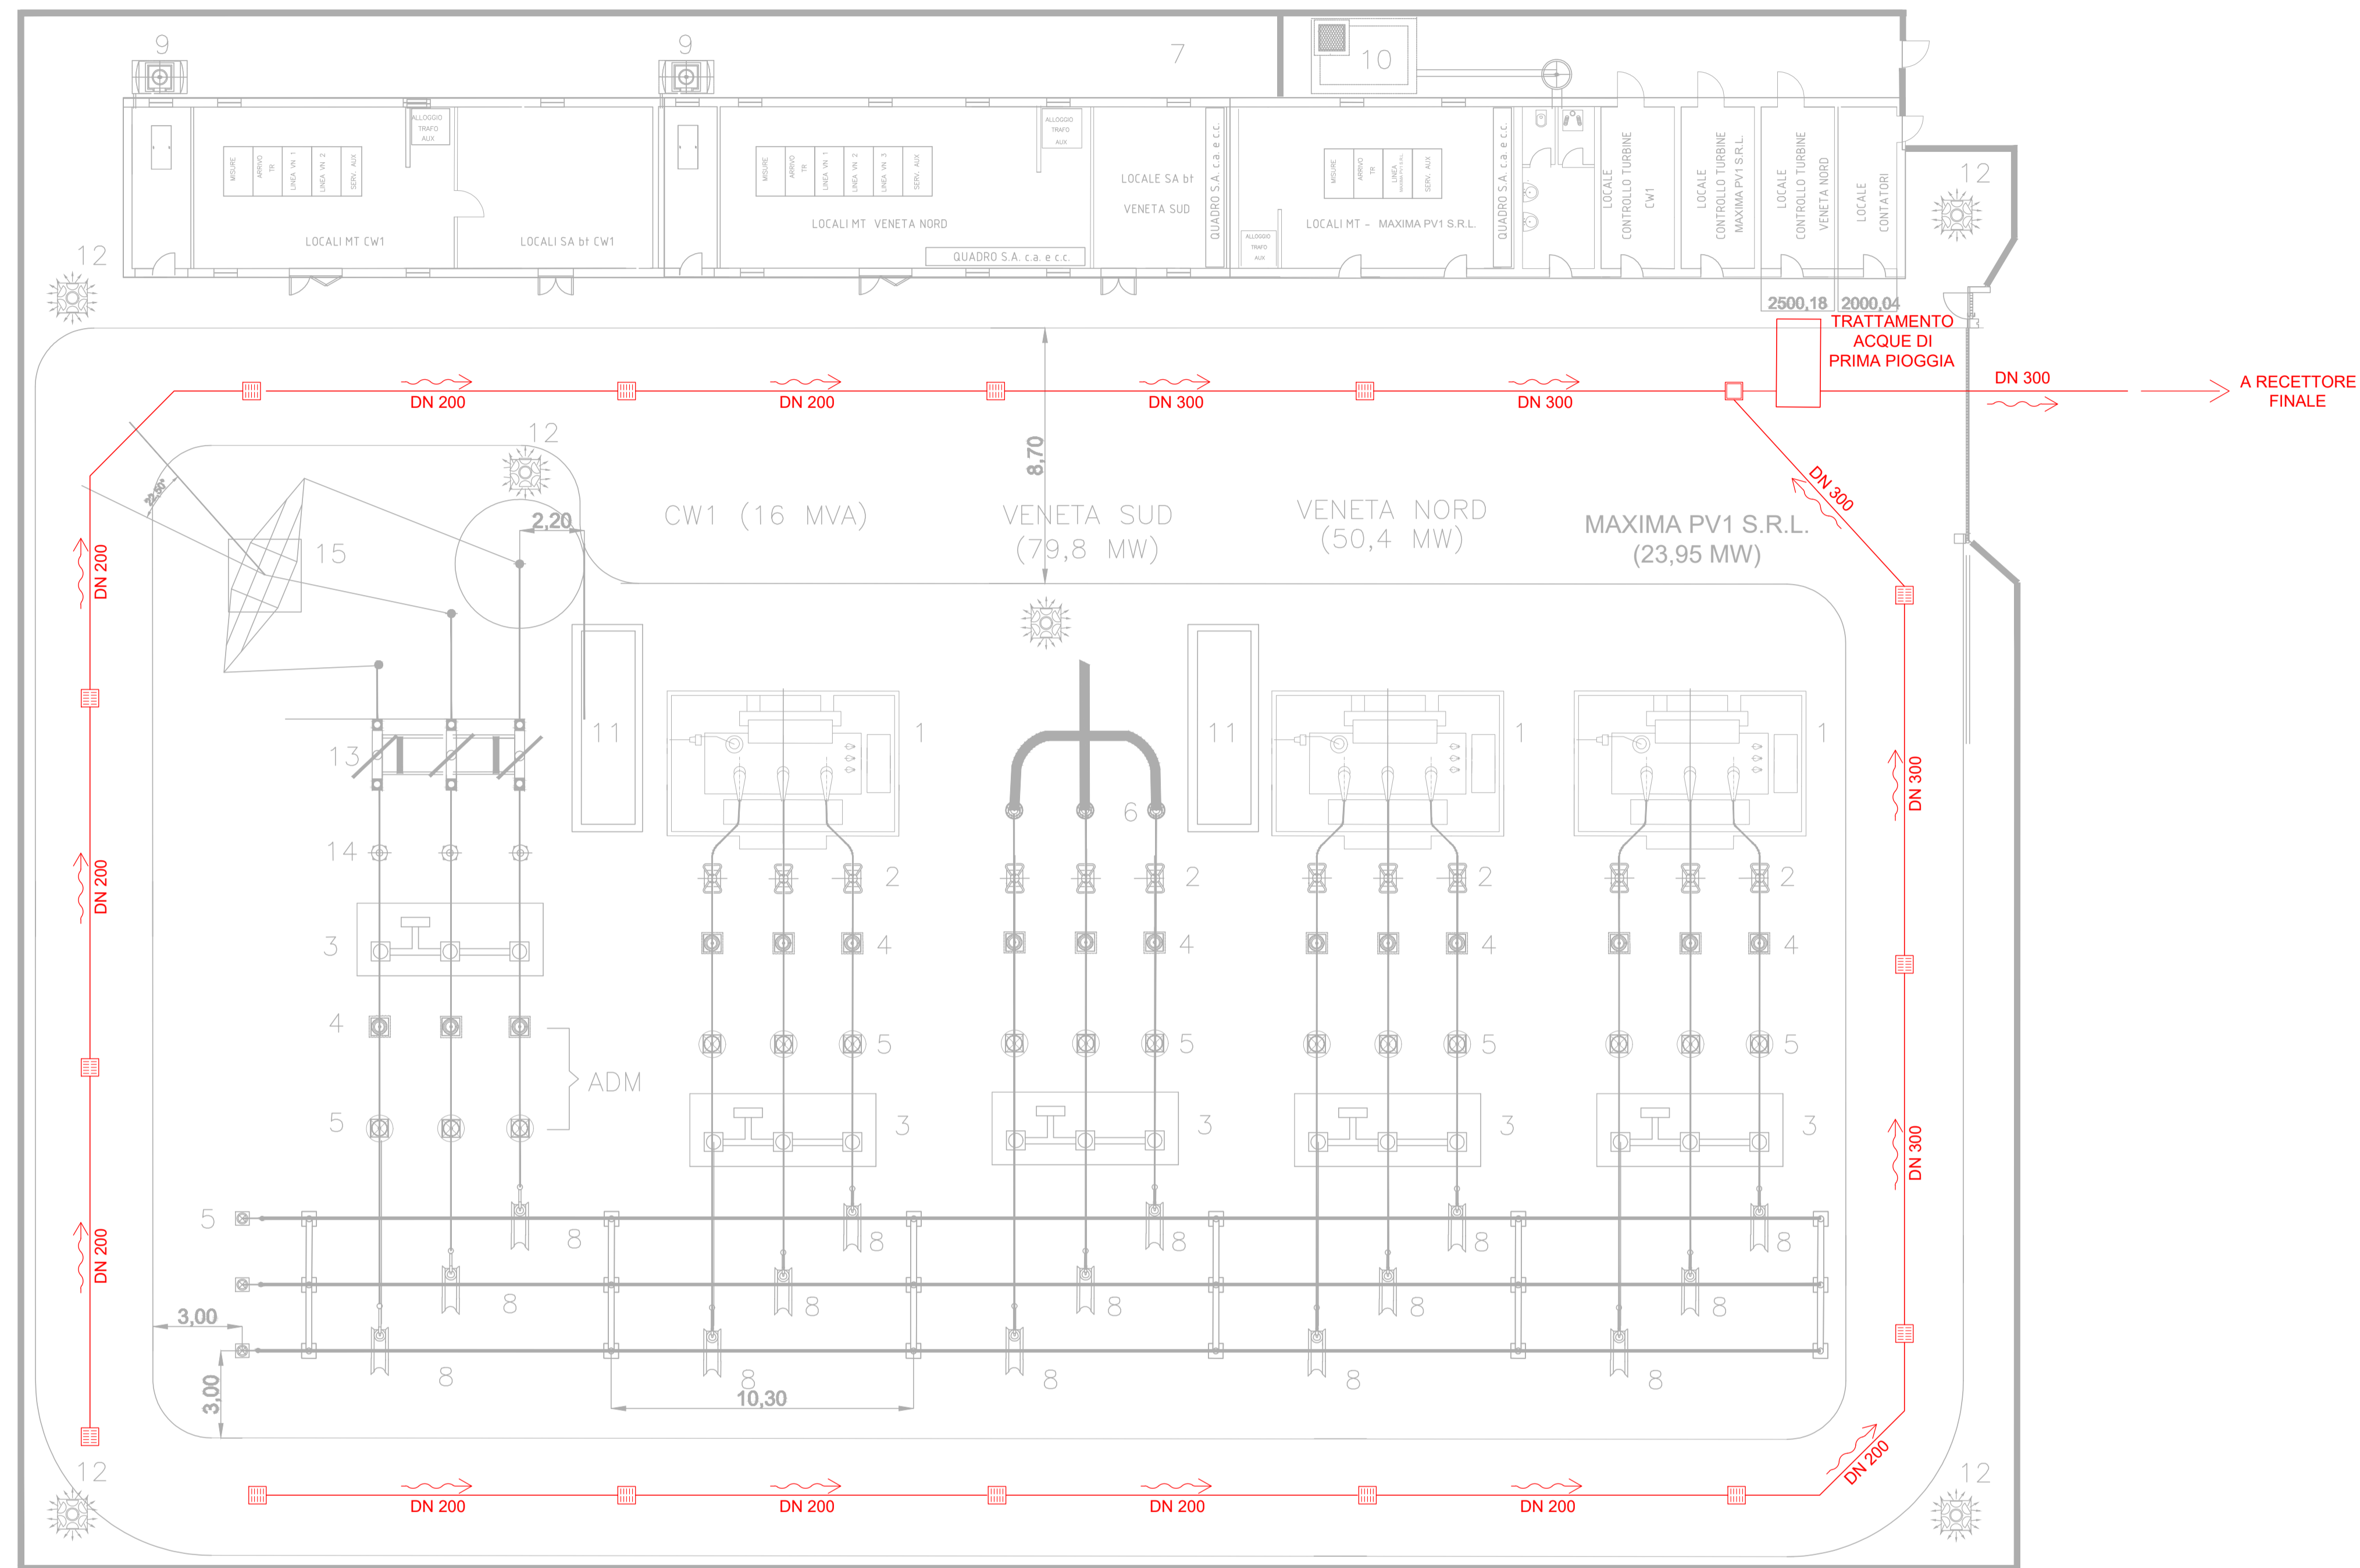 9
9
7
10
12
ALLOGGIO
TRAFO
AUX
MISURE
ARRIVO
TR
LINEA VN 1
LINEA VN 2
SERV. AUX
LOCALI MT CW1
LOCALI SA bt CW1
MISURE
ARRIVO
TR
LINEA VN 1
LINEA VN 2
LINEA VN 3
SERV. AUX
LOCALI MT VENETA NORD
QUADRO S.A. c.a. e c.c.
ALLOGGIO
TRAFO
AUX
LOCALE SA bt
VENETA SUD
QUADRO S.A. c.a. e c.c.
ALLOGGIO
TRAFO
AUX
MISURE
ARRIVO
TR
LINEA
MAXIMA PV1 S.R.L.
SERV. AUX
LOCALI MT - MAXIMA PV1 S.R.L.
QUADRO S.A. c.a. e c.c.
LOCALE
CONTROLLO TURBINE
CW1
LOCALE
CONTROLLO TURBINE
MAXIMA PV1 S.R.L.
LOCALE
CONTROLLO TURBINE
VENETA NORD
LOCALE
CONTATORI
12
2500,18
2000,04
TRATTAMENTO
ACQUE DI
PRIMA PIOGGIA
DN 200
DN 200
DN 300
DN 300
DN 300
A RECETTORE
FINALE
12
22,50°
8,70
DN 300
2,20
15
CW1 (16 MVA)
VENETA SUD
(79,8 MW)
VENETA NORD
(50,4 MW)
MAXIMA PV1 S.R.L.
(23,95 MW)
DN 200
13
11
1
6
11
1
1
DN 300
14
DN 200
2
2
2
2
3
4
4
4
4
4
5
5
5
5
ADM
5
3
3
3
3
DN 300
DN 200
5
8
8
8
8
8
8
8
8
8
8
3,00
8
8
8
8
8
3,00
10,30
12
DN 200
12
DN 200
DN 200
DN 200
DN 200